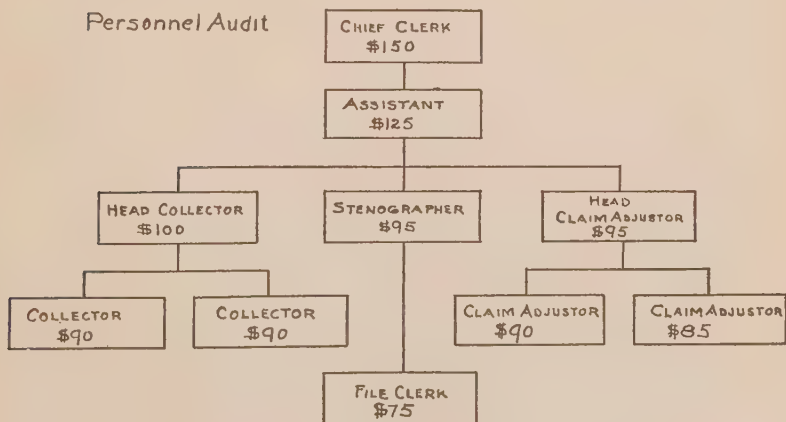 Personnel Audit
CHIEF CLERK
$150
ASSISTANT
$125
HEAD COLLECTOR
$100
STENOGRAPHER
$95
HEAD
CLAIM ADJUSTOR
$95
COLLECTOR
$90
COLLECTOR
$90
CLAIM ADJUSTOR
$90
CLAIM ADJUSTOR
$85
FILE CLERK
$75